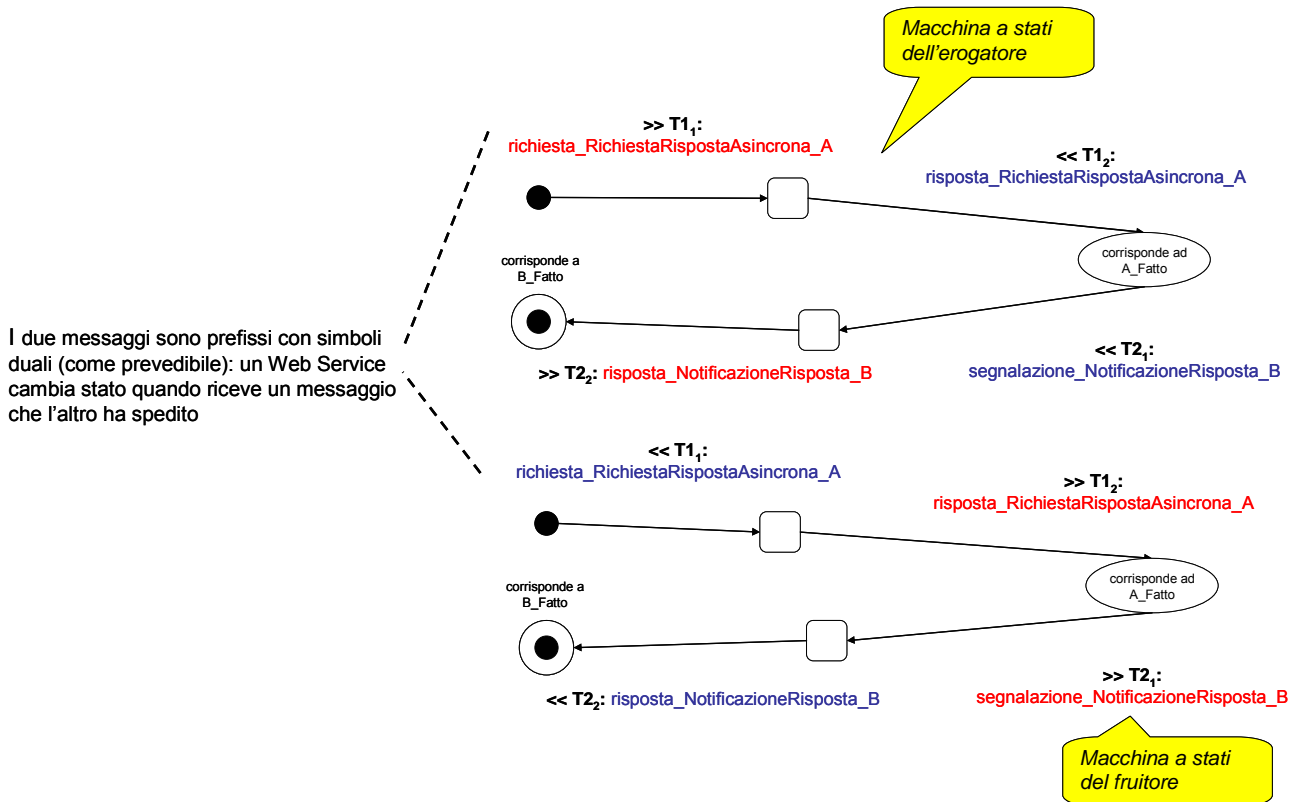 Macchina a stati
dell'erogatore
>> T1₁:
richiesta_RichiestaRispostaAsincrona_A
<< T1₂:
risposta_RichiestaRispostaAsincrona_A
corrisponde a
B_Fatto
corrisponde ad
A_Fatto
>> T2₂: risposta_NotificazioneRisposta_B
<< T2₁:
segnalazione_NotificazioneRisposta_B
I due messaggi sono prefissi con simboli
duali (come prevedibile): un Web Service
cambia stato quando riceve un messaggio
che l'altro ha spedito
<< T1₁:
richiesta_RichiestaRispostaAsincrona_A
>> T1₂:
risposta_RichiestaRispostaAsincrona_A
corrisponde a
B_Fatto
corrisponde ad
A_Fatto
<< T2₂: risposta_NotificazioneRisposta_B
>> T2₁:
segnalazione_NotificazioneRisposta_B
Macchina a stati
del fruitore